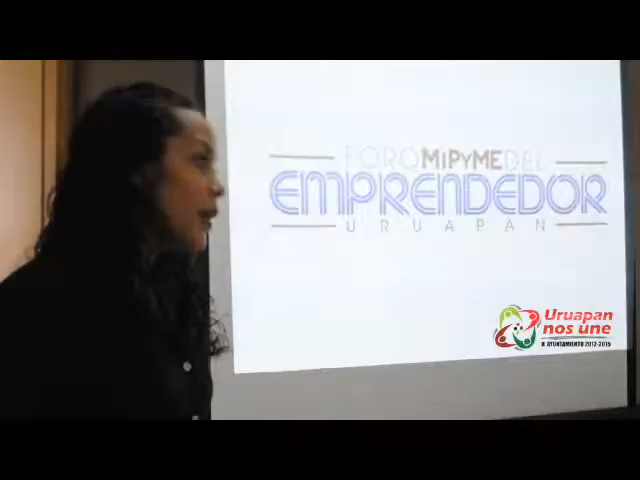 FORO MiPyME DEL
EMPRENDEDOR
URUAPAN
Uruapan
nos une
H. AYUNTAMIENTO 2012-2015